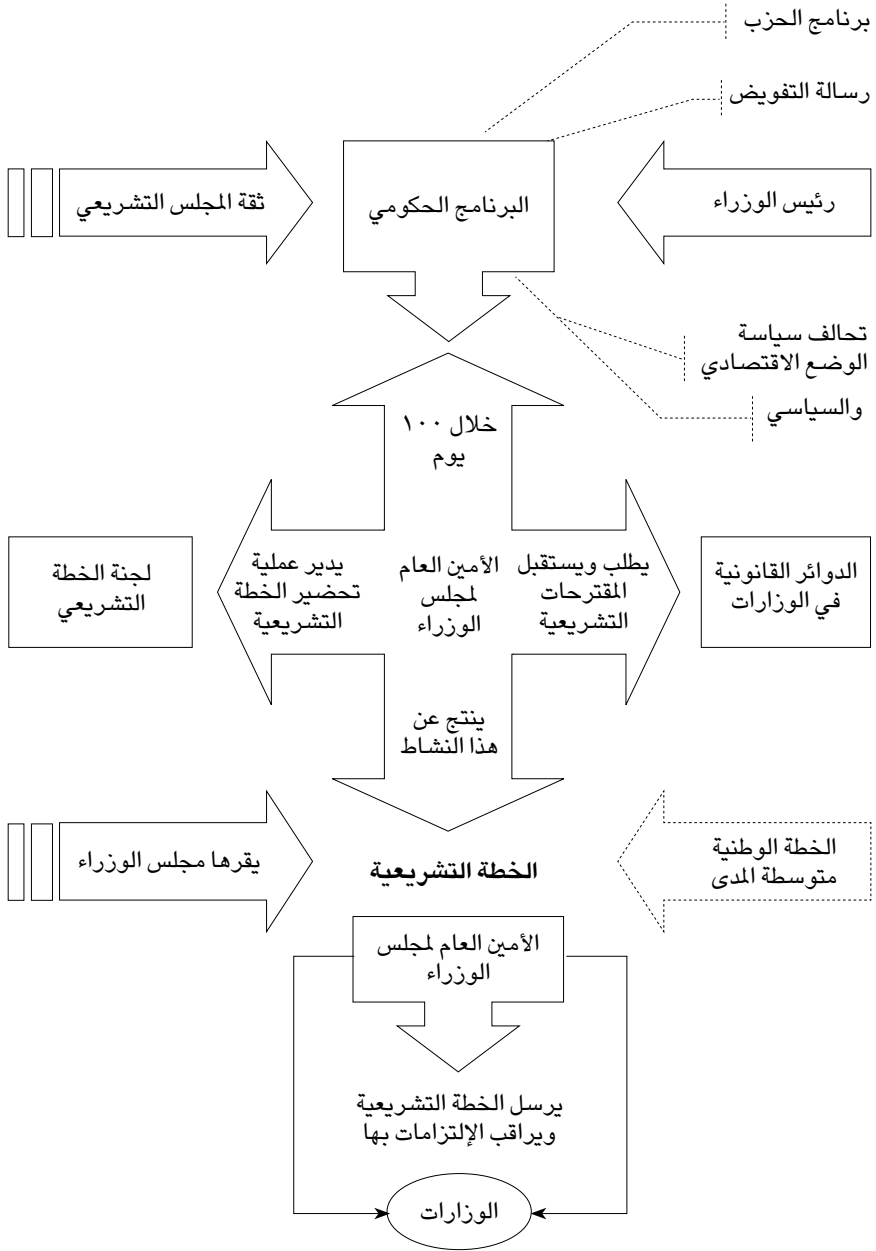 برنامج الحزب
رسالة التفويض
رئيس الوزراء
البرنامج الحكومي
ثقة المجلس التشريعي
تحالف سياسة
الوضع الاقتصادي
والسياسي
خلال ١٠٠
يوم
الدوائر القانونية
في الوزارات
يطلب ويستقبل
المقترحات
التشريعية
الأمين العام
لمجلس
الوزراء
يدير عملية
تحضير الخطة
التشريعية
لجنة الخطة
التشريعي
ينتج عن
هذا النشاط
الخطة الوطنية
متوسطة المدى
الخطة التشريعية
يقرها مجلس الوزراء
الأمين العام لمجلس
الوزراء
يرسل الخطة التشريعية
ويراقب الإلتزامات بها
الوزارات